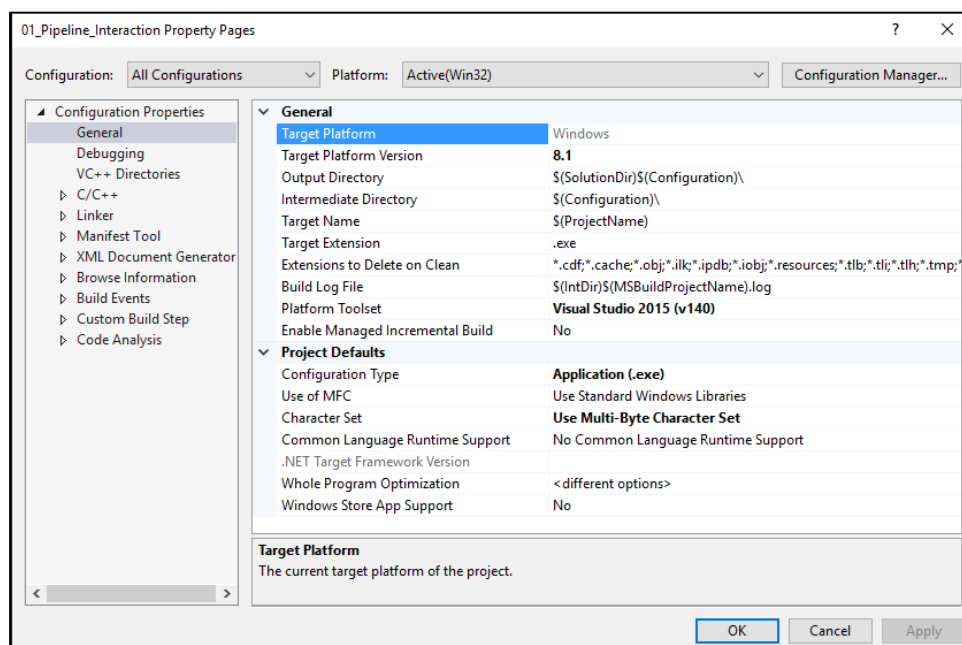 01_Pipeline_Interaction Property Pages ? ×
Configuration: All Configurations Platform: Active(Win32) Configuration Manager...
Configuration Properties
General
Debugging
VC++ Directories
C/C++
Linker
Manifest Tool
XML Document Generator
Browse Information
Build Events
Custom Build Step
Code Analysis
General
Target Platform Windows
Target Platform Version 8.1
Output Directory $(SolutionDir)$(Configuration)\
Intermediate Directory $(Configuration)\
Target Name $(ProjectName)
Target Extension .exe
Extensions to Delete on Clean *.cdf;*.cache;*.obj;*.ilk;*.ipdb;*.iobj;*.resources;*.tlb;*.tli;*.tlh;*.tmp;*
Build Log File $(IntDir)$(MSBuildProjectName).log
Platform Toolset Visual Studio 2015 (v140)
Enable Managed Incremental Build No
Project Defaults
Configuration Type Application (.exe)
Use of MFC Use Standard Windows Libraries
Character Set Use Multi-Byte Character Set
Common Language Runtime Support No Common Language Runtime Support
.NET Target Framework Version
Whole Program Optimization <different options>
Windows Store App Support No
Target Platform
The current target platform of the project.
OK Cancel Apply